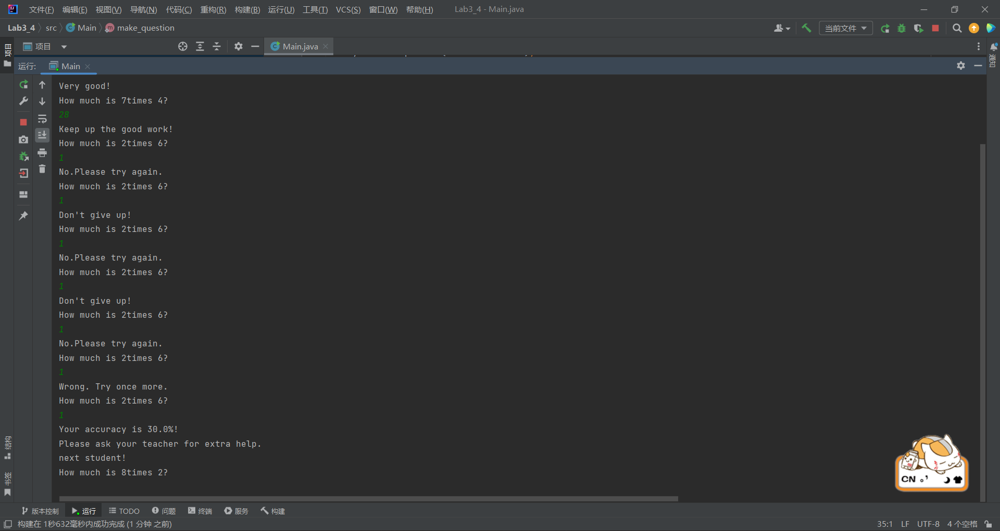 文件(F) 编辑(E) 视图(V) 导航(N) 代码(C) 重构(R) 构建(B) 运行(U) 工具(T) VCS(S) 窗口(W) 帮助(H) Lab3_4 - Main.java
Lab3_4 src Main make_question 当前文件
项目 项目 Main.java 通知
运行: Main
Very good!
How much is 7times 4?
28
Keep up the good work!
How much is 2times 6?
1
No.Please try again.
How much is 2times 6?
1
Don't give up!
How much is 2times 6?
1
No.Please try again.
How much is 2times 6?
1
Don't give up!
How much is 2times 6?
1
No.Please try again.
How much is 2times 6?
1
Wrong. Try once more.
How much is 2times 6?
1
Your accuracy is 30.0%!
Please ask your teacher for extra help.
next student!
How much is 8times 2?
结构
书签
CN 。’
版本控制 运行 TODO 问题 终端 服务 构建
构建在 1秒632毫秒内成功完成 (1 分钟 之前) 35:1 LF UTF-8 4 个空格